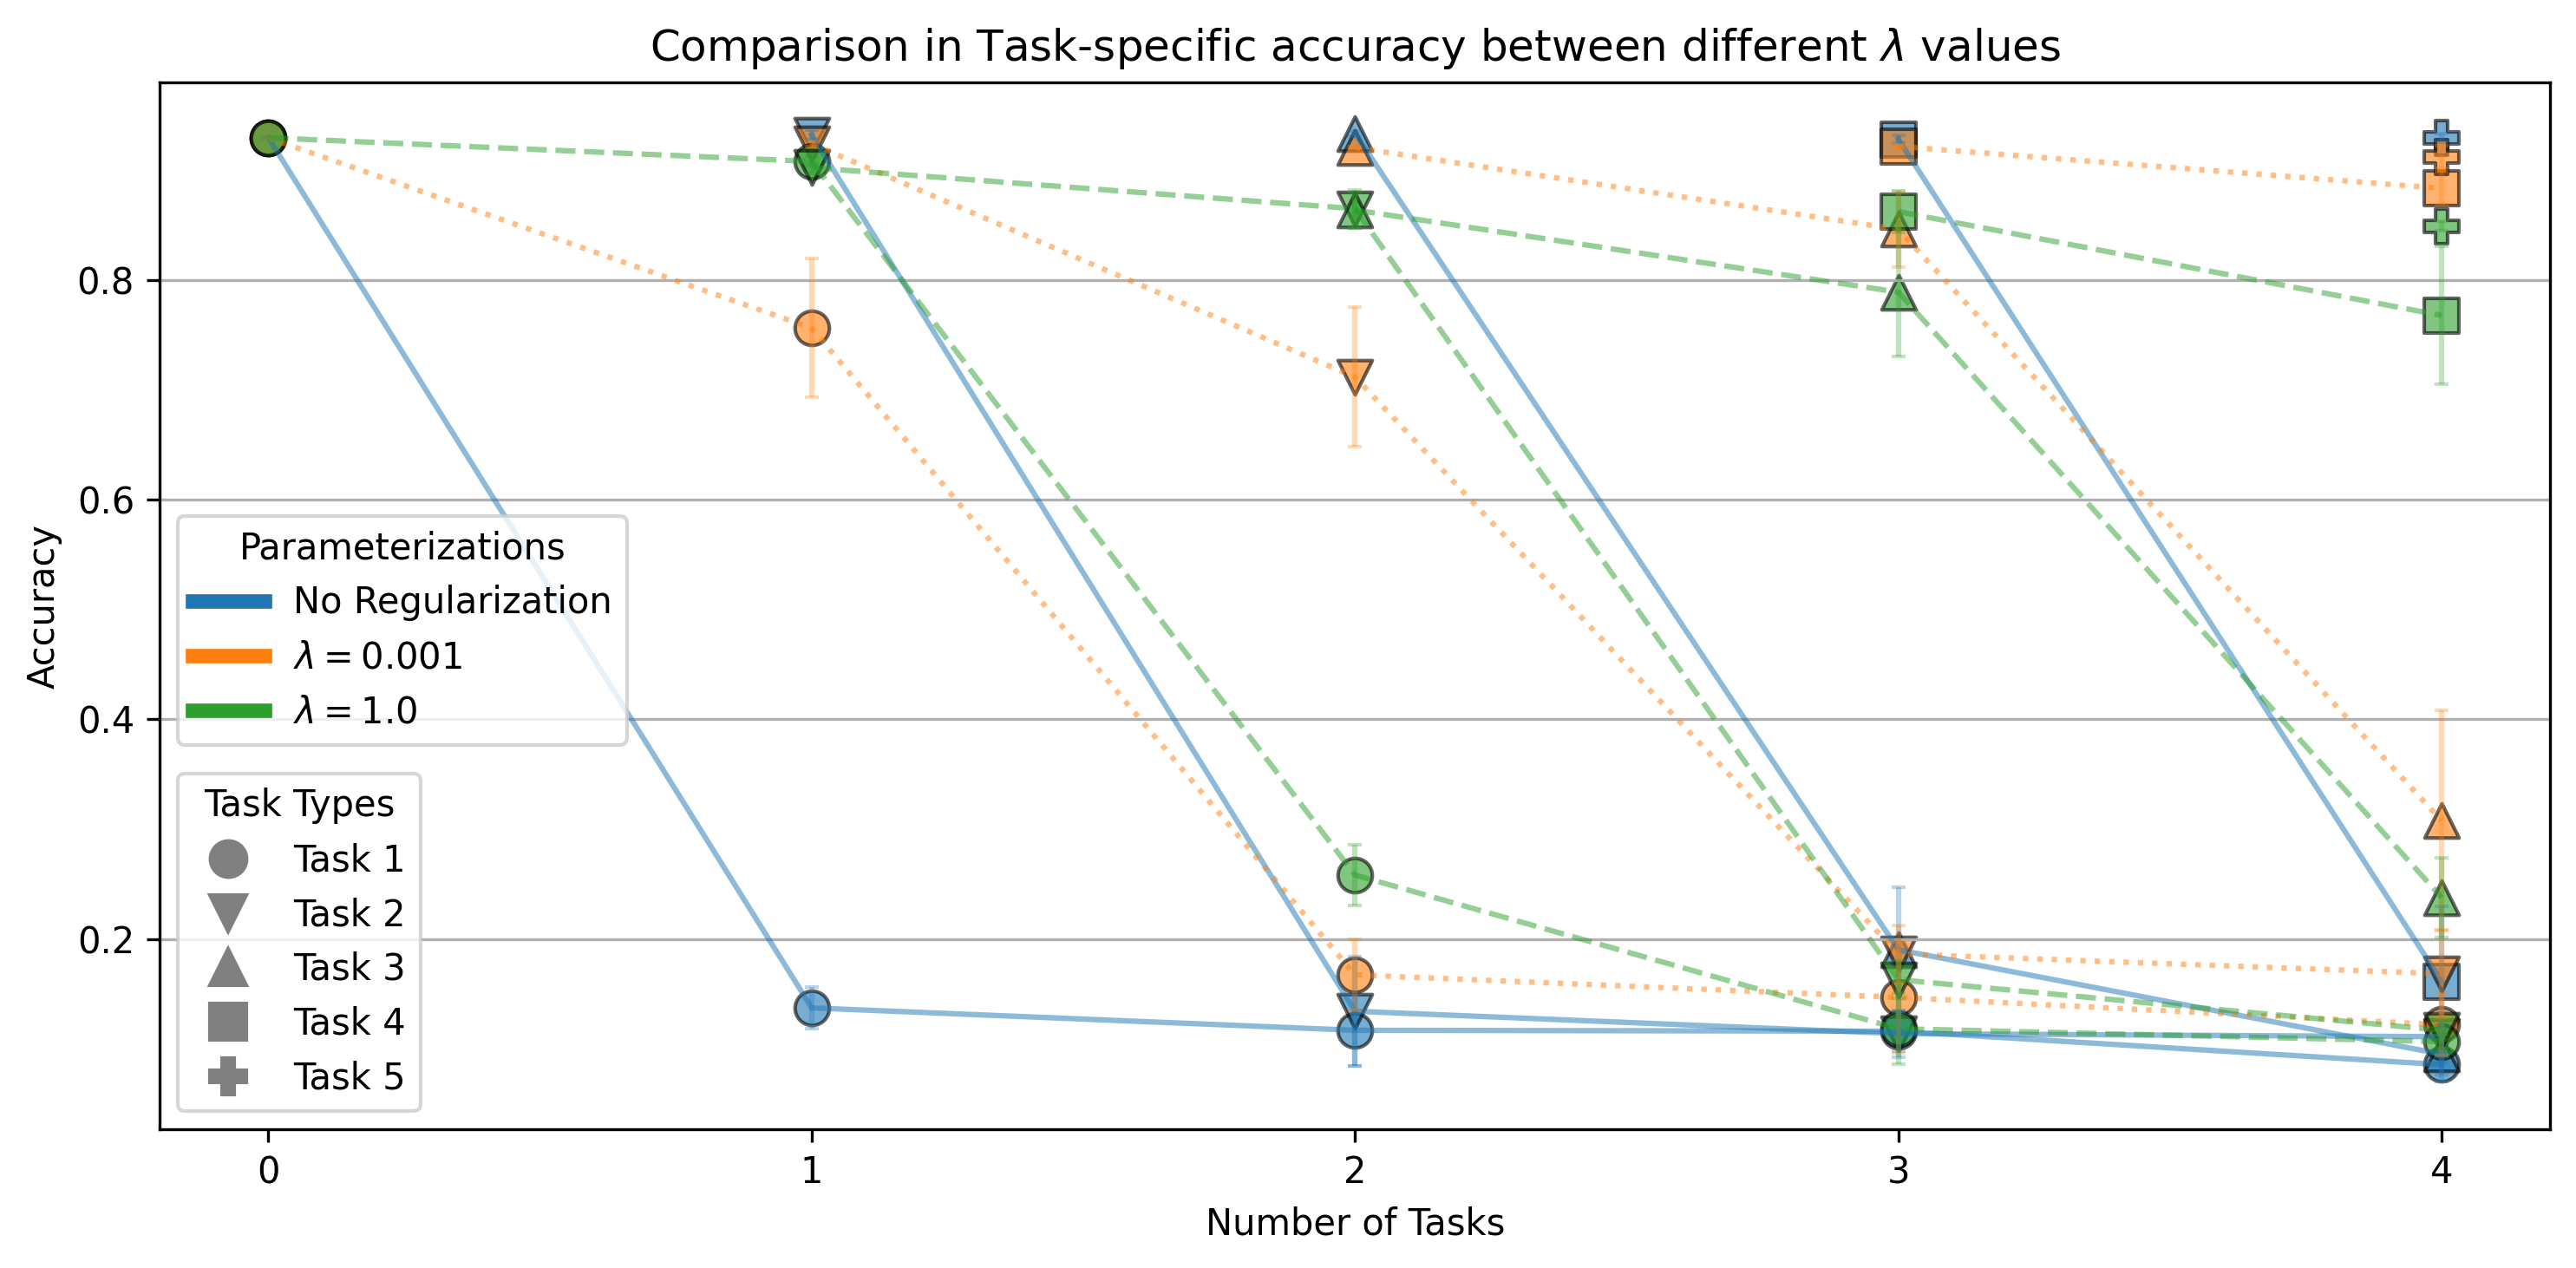 Comparison in Task-specific accuracy between different λ values
Accuracy
0.8
0.6
0.4
0.2
Parameterizations
No Regularization
λ = 0.001
λ = 1.0
Task Types
Task 1
Task 2
Task 3
Task 4
Task 5
0 1 2 3 4
Number of Tasks